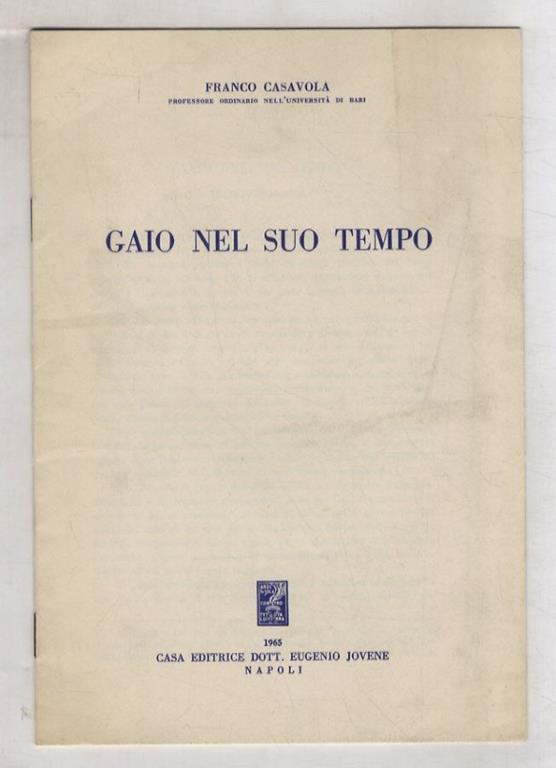 FRANCO CASAVOLA
PROFESSORE ORDINARIO NELL'UNIVERSITÀ DI BARI
GAIO NEL SUO TEMPO
1965
CASA EDITRICE DOTT. EUGENIO JOVENE
NAPOLI